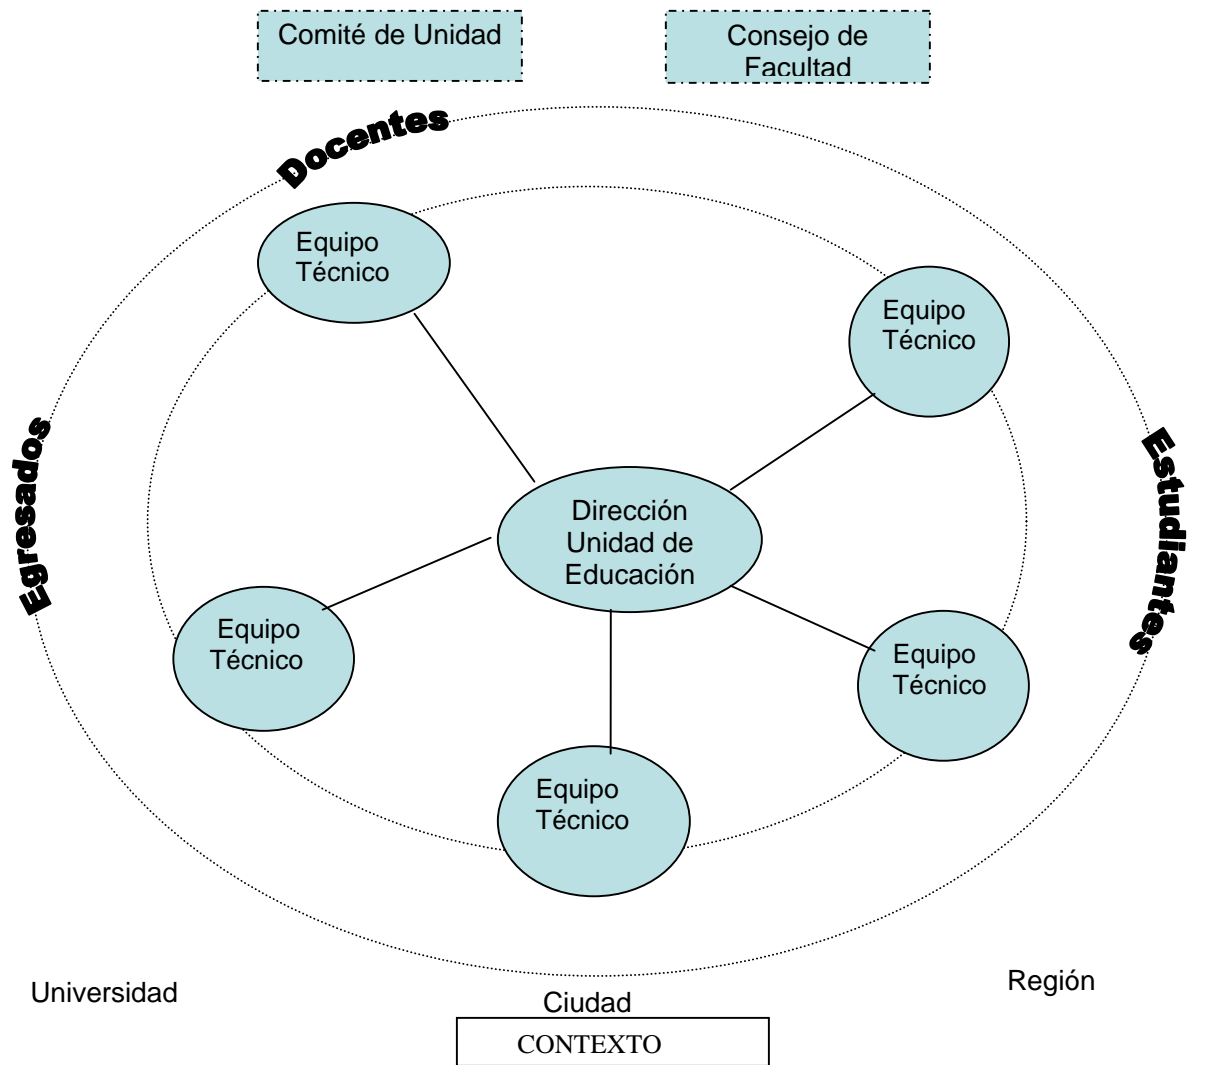 Comité de Unidad
Consejo de
Facultad
Docentes
Equipo
Técnico
Equipo
Técnico
Egresados
Estudiantes
Dirección
Unidad de
Educación
Equipo
Técnico
Equipo
Técnico
Equipo
Técnico
Universidad
Ciudad
Región
CONTEXTO